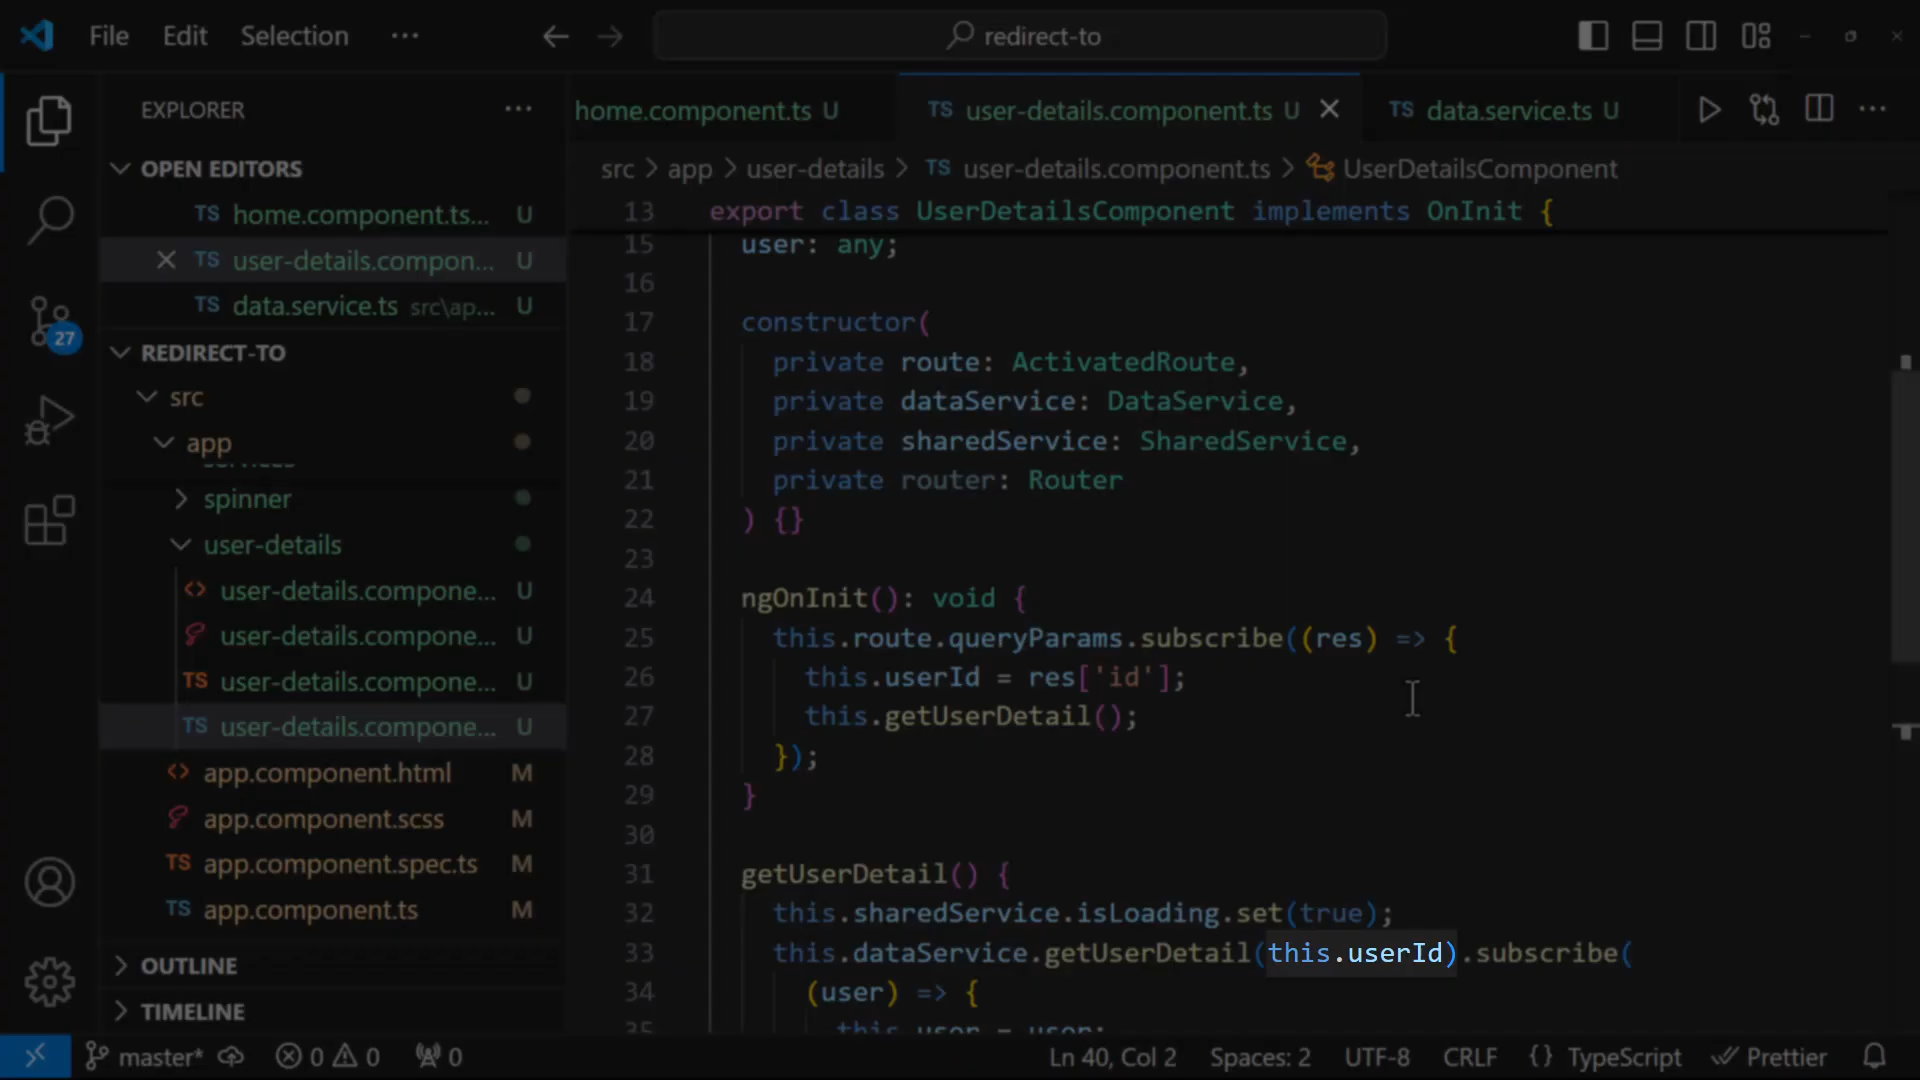 File Edit Selection ··· redirect-to
EXPLORER ···
OPEN EDITORS
TS home.component.ts... U
TS user-details.compon... U
TS data.service.ts src\ap... U
REDIRECT-TO
src
app
spinner
user-details
<> user-details.compone... U
user-details.compone... U
TS user-details.compone... U
TS user-details.compone... U
<> app.component.html M
app.component.scss M
TS app.component.spec.ts M
TS app.component.ts M
OUTLINE
TIMELINE
27
home.component.ts U TS user-details.component.ts U TS data.service.ts U ···
src > app > user-details > TS user-details.component.ts > UserDetailsComponent
13 export class UserDetailsComponent implements OnInit {
15 user: any;
16
17 constructor(
18 private route: ActivatedRoute,
19 private dataService: DataService,
20 private sharedService: SharedService,
21 private router: Router
22 ) {}
23
24 ngOnInit(): void {
25 this.route.queryParams.subscribe((res) => {
26 this.userId = res['id'];
27 this.getUserDetail();
28 });
29 }
30
31 getUserDetail() {
32 this.sharedService.isLoading.set(true);
33 this.dataService.getUserDetail(this.userId).subscribe(
34 (user) => {
35 this.user = user;
master* 0 0 0 Ln 40, Col 2 Spaces: 2 UTF-8 CRLF {} TypeScript Prettier